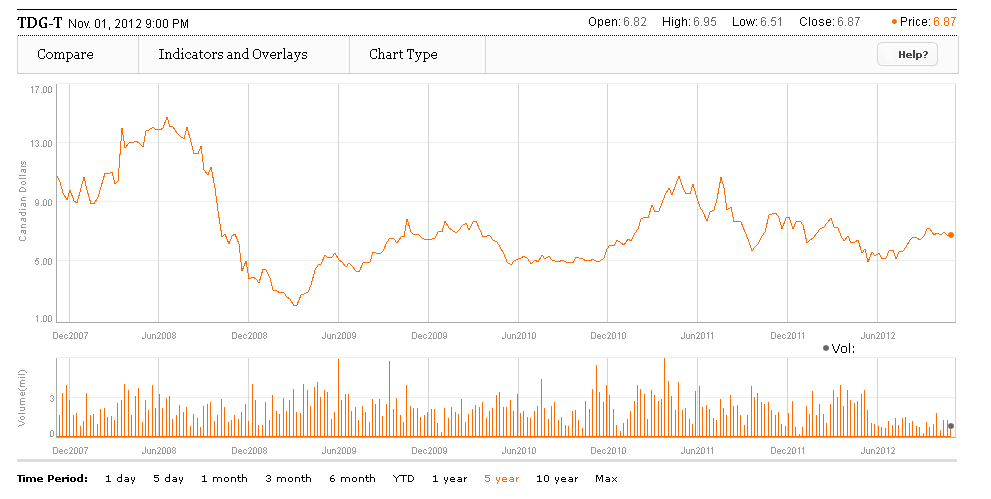 TDG-T Nov. 01, 2012 9:00 PM Open: 6.82 High: 6.95 Low: 6.51 Close: 6.87 Price: 6.87
Compare Indicators and Overlays Chart Type Help?
Canadian Dollars
17.00
13.00
9.00
5.00
1.00
Dec2007 Jun2008 Dec2008 Jun2009 Dec2009 Jun2010 Dec2010 Jun2011 Dec2011 Jun2012
Vol:
Volume(mil)
3
0
Dec2007 Jun2008 Dec2008 Jun2009 Dec2009 Jun2010 Dec2010 Jun2011 Dec2011 Jun2012
Time Period: 1 day 5 day 1 month 3 month 6 month YTD 1 year 5 year 10 year Max